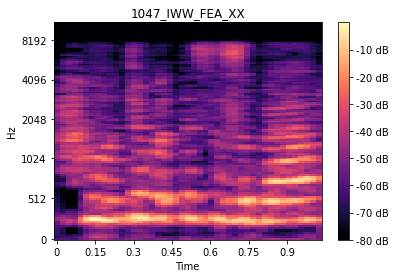 1047_IWW_FEA_XX
8192
4096
2048
1024
512
0
Hz
0
0.15
0.3
0.45
0.6
0.75
0.9
Time
-10 dB
-20 dB
-30 dB
-40 dB
-50 dB
-60 dB
-70 dB
-80 dB